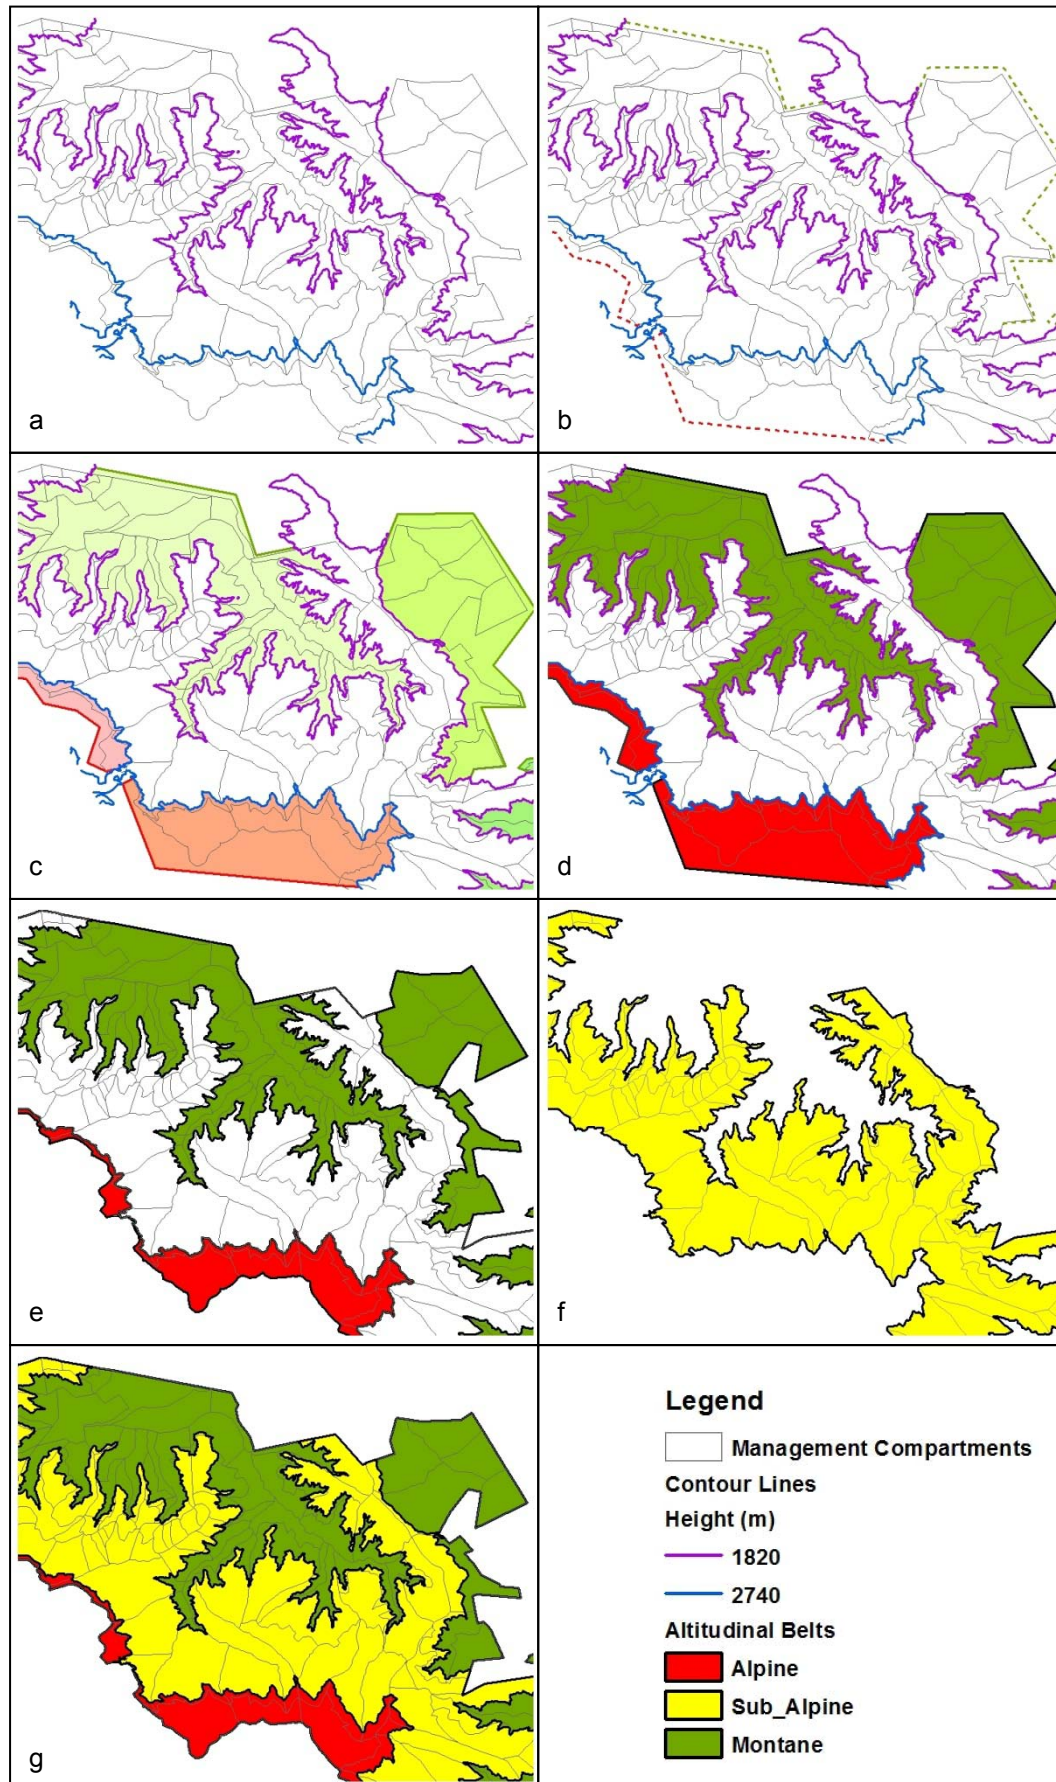 a
b
c
d
e
f
g
Legend
Management Compartments
Contour Lines
Height (m)
1820
2740
Altitudinal Belts
Alpine
Sub_Alpine
Montane